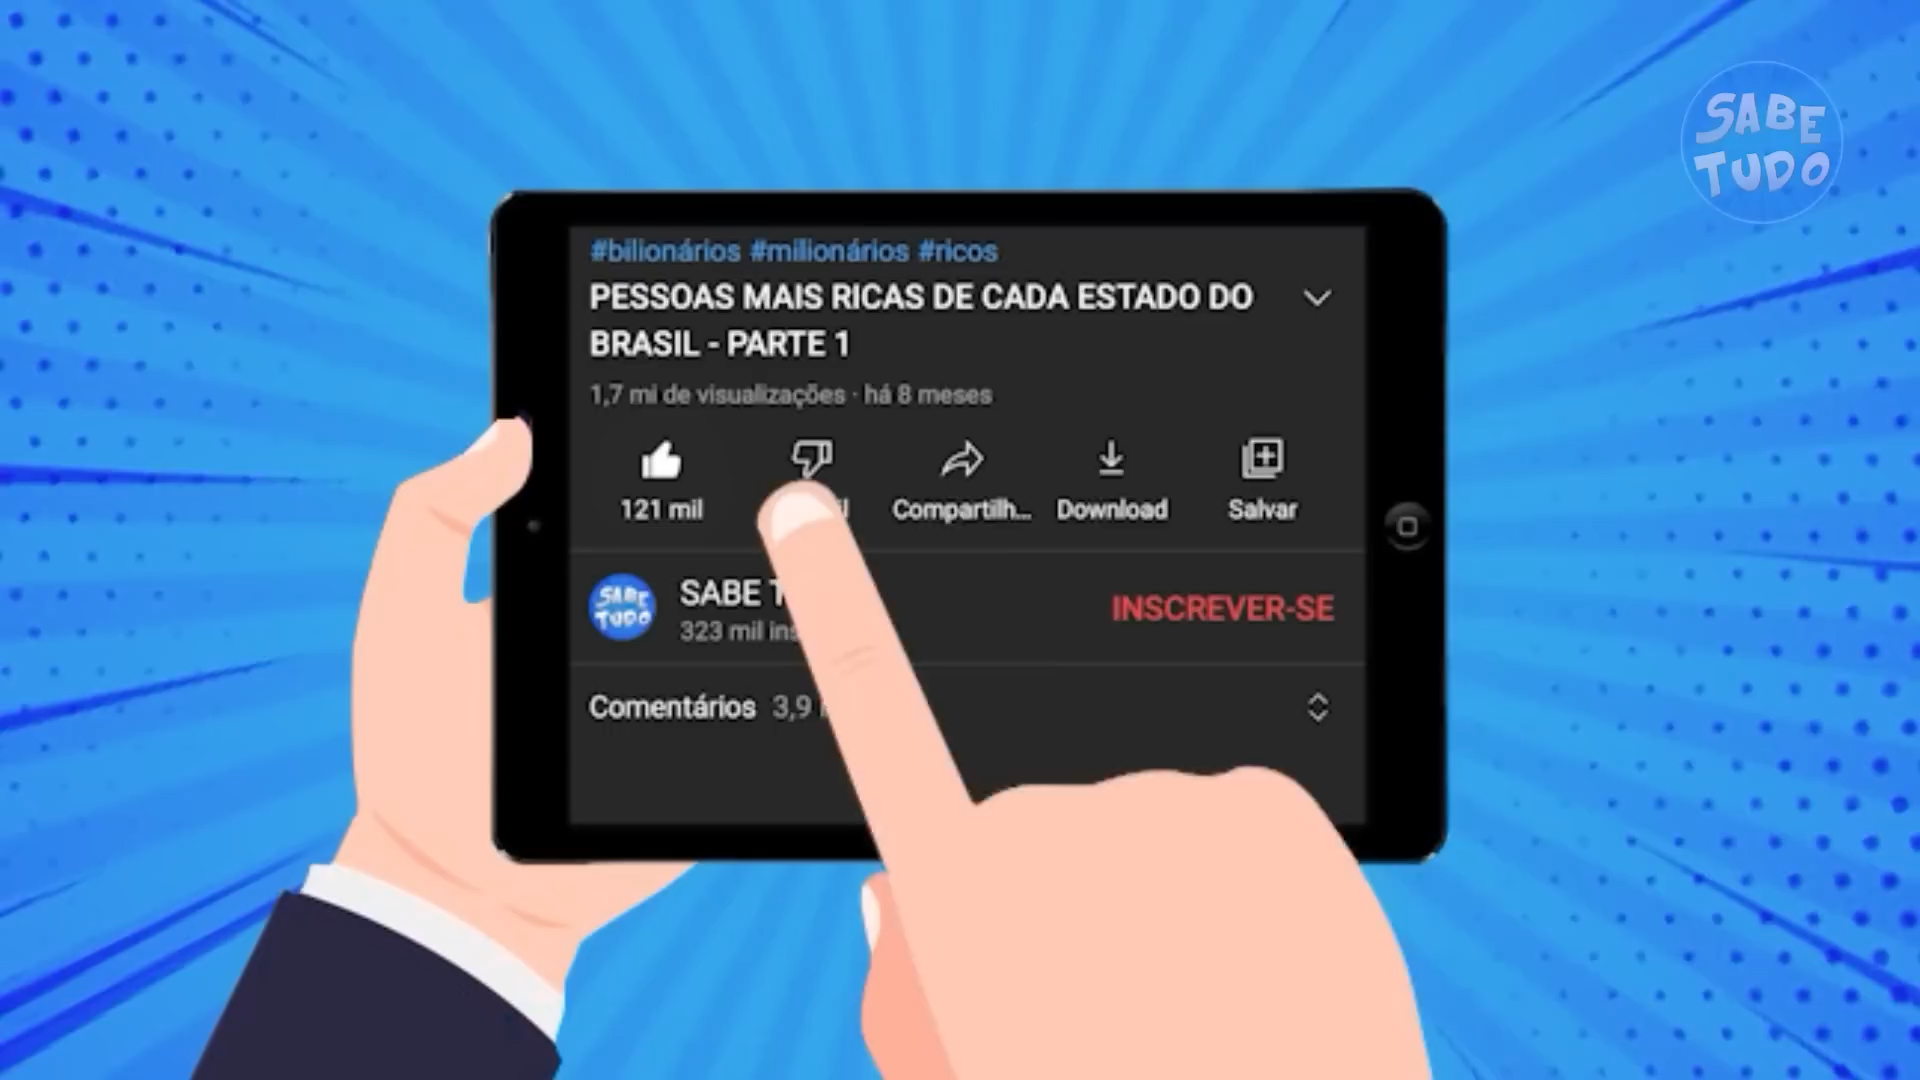 SABE
TUDO
#bilionários #milionários #ricos
PESSOAS MAIS RICAS DE CADA ESTADO DO
BRASIL - PARTE 1
1,7 mi de visualizações · há 8 meses
121 mil
Compartilh...
Download
Salvar
SABE
TUDO
SABE
323 mil
INSCREVER-SE
Comentários 3,9